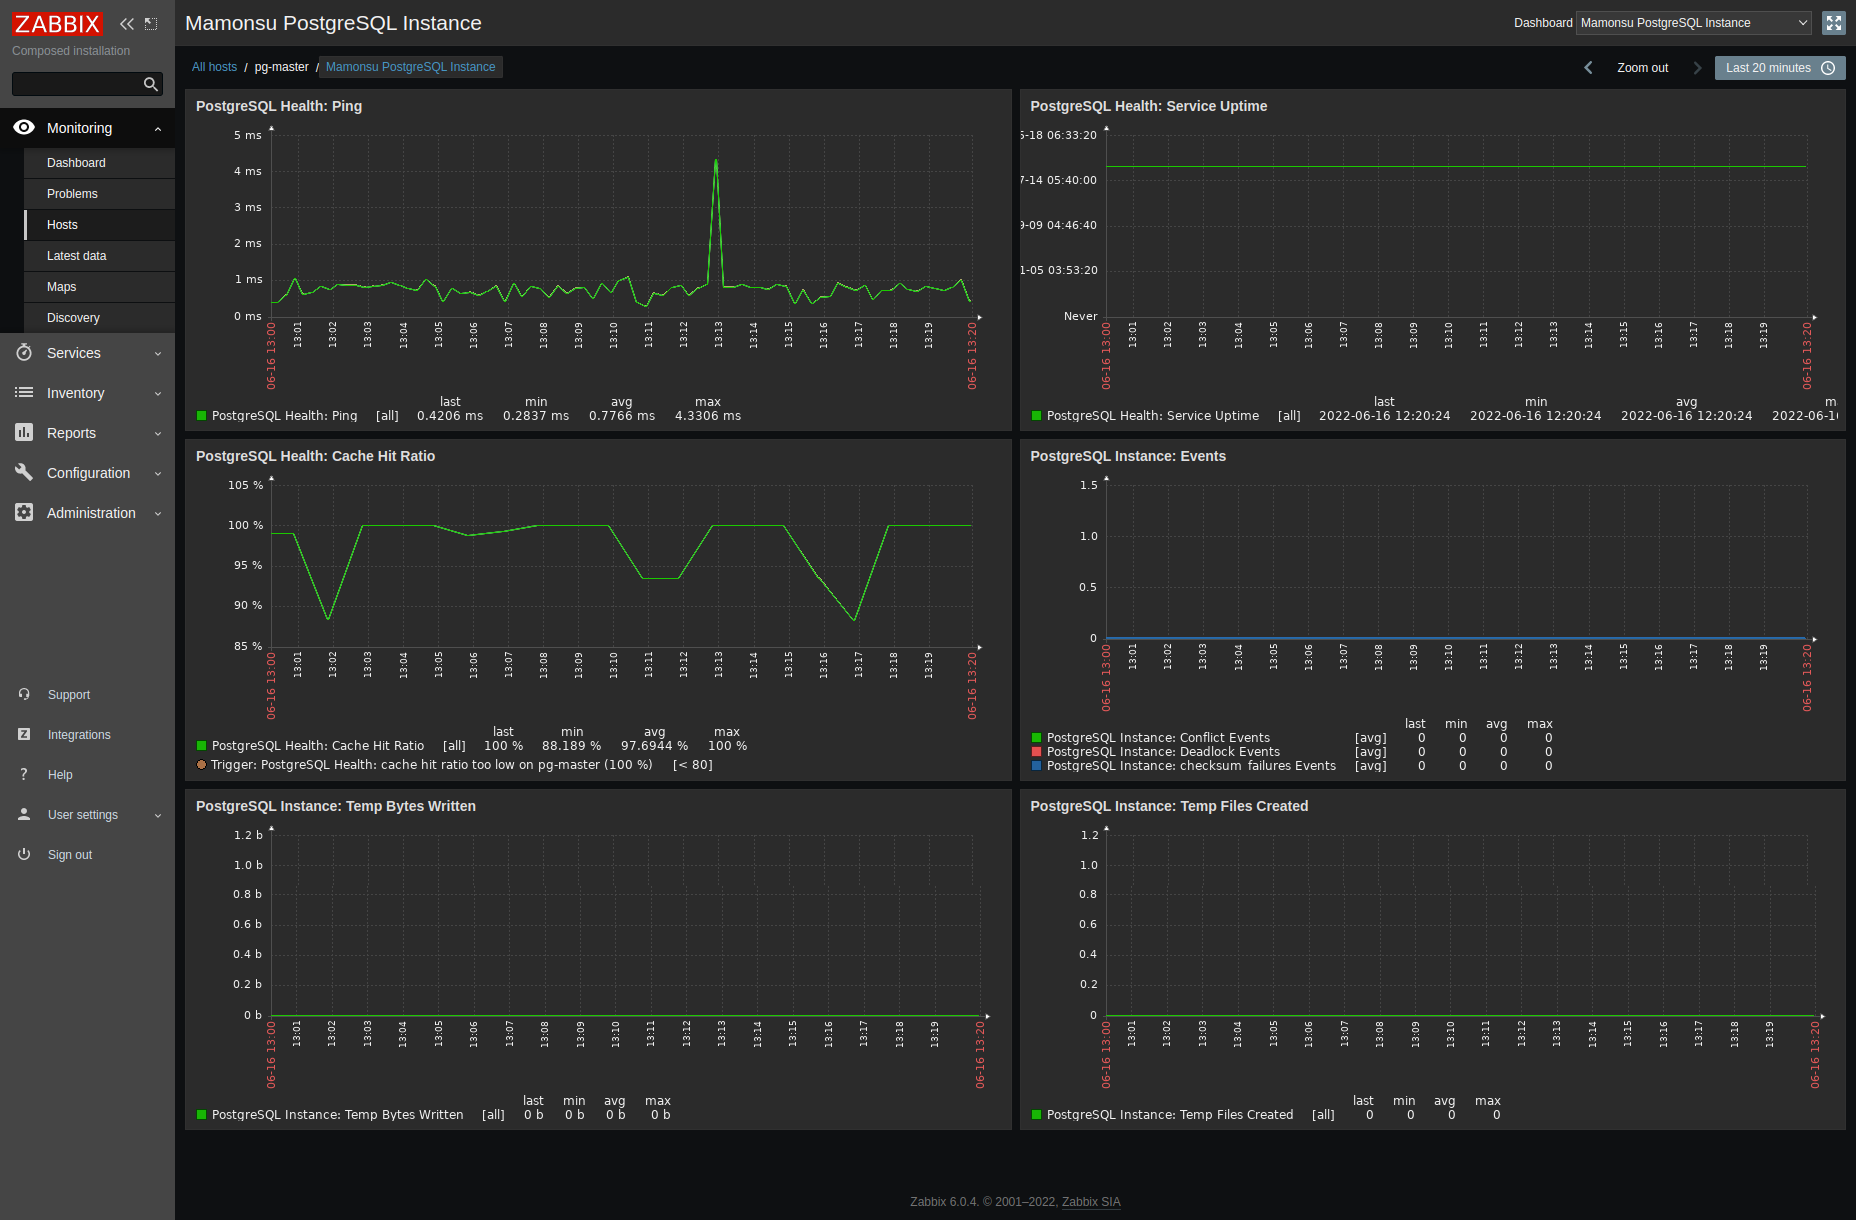 ZABBIX
Composed installation
Monitoring
Dashboard
Problems
Hosts
Latest data
Maps
Discovery
Services
Inventory
Reports
Configuration
Administration
Support
Integrations
Help
User settings
Sign out
Mamonsu PostgreSQL Instance
Dashboard Mamonsu PostgreSQL Instance
All hosts / pg-master / Mamonsu PostgreSQL Instance
Zoom out
Last 20 minutes
PostgreSQL Health: Ping
5 ms
4 ms
3 ms
2 ms
1 ms
0 ms
06-16 13:00 13:01 13:02 13:03 13:04 13:05 13:06 13:07 13:08 13:09 13:10 13:11 13:12 13:13 13:14 13:15 13:16 13:17 13:18 13:19 06-16 13:20
last min avg max
PostgreSQL Health: Ping [all] 0.4206 ms 0.2837 ms 0.7766 ms 4.3306 ms
PostgreSQL Health: Service Uptime
-18 06:33:20
7-14 05:40:00
9-09 04:46:40
1-05 03:53:20
Never
06-16 13:00 13:01 13:02 13:03 13:04 13:05 13:06 13:07 13:08 13:09 13:10 13:11 13:12 13:13 13:14 13:15 13:16 13:17 13:18 13:19 06-16 13:20
last min avg m
PostgreSQL Health: Service Uptime [all] 2022-06-16 12:20:24 2022-06-16 12:20:24 2022-06-16 12:20:24 2022-06-16
PostgreSQL Health: Cache Hit Ratio
105 %
100 %
95 %
90 %
85 %
06-16 13:00 13:01 13:02 13:03 13:04 13:05 13:06 13:07 13:08 13:09 13:10 13:11 13:12 13:13 13:14 13:15 13:16 13:17 13:18 13:19 06-16 13:20
last min avg max
PostgreSQL Health: Cache Hit Ratio [all] 100 % 88.189 % 97.6944 % 100 %
Trigger: PostgreSQL Health: cache hit ratio too low on pg-master (100 %) [< 80]
PostgreSQL Instance: Events
1.5
1.0
0.5
0
06-16 13:00 13:01 13:02 13:03 13:04 13:05 13:06 13:07 13:08 13:09 13:10 13:11 13:12 13:13 13:14 13:15 13:16 13:17 13:18 13:19 06-16 13:20
last min avg max
PostgreSQL Instance: Conflict Events [avg] 0 0 0 0
PostgreSQL Instance: Deadlock Events [avg] 0 0 0 0
PostgreSQL Instance: checksum_failures Events [avg] 0 0 0 0
PostgreSQL Instance: Temp Bytes Written
1.2 b
1.0 b
0.8 b
0.6 b
0.4 b
0.2 b
0 b
06-16 13:00 13:01 13:02 13:03 13:04 13:05 13:06 13:07 13:08 13:09 13:10 13:11 13:12 13:13 13:14 13:15 13:16 13:17 13:18 13:19 06-16 13:20
last min avg max
PostgreSQL Instance: Temp Bytes Written [all] 0 b 0 b 0 b 0 b
PostgreSQL Instance: Temp Files Created
1.2
1.0
0.8
0.6
0.4
0.2
0
06-16 13:00 13:01 13:02 13:03 13:04 13:05 13:06 13:07 13:08 13:09 13:10 13:11 13:12 13:13 13:14 13:15 13:16 13:17 13:18 13:19 06-16 13:20
last min avg max
PostgreSQL Instance: Temp Files Created [all] 0 0 0 0
Zabbix 6.0.4. © 2001–2022, Zabbix SIA